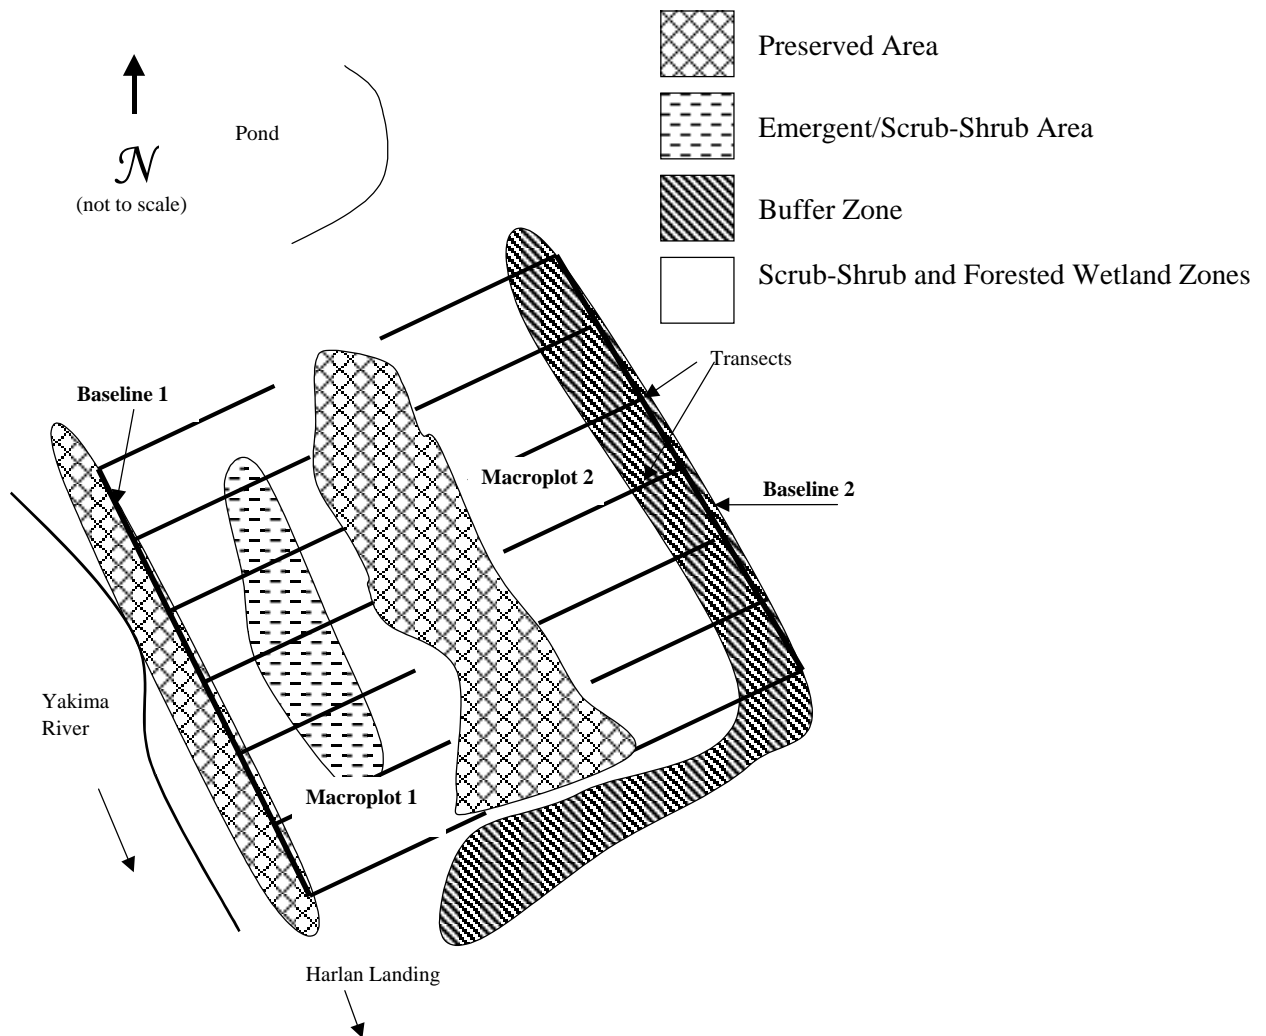 Preserved Area
Emergent/Scrub-Shrub Area
Buffer Zone
Scrub-Shrub and Forested Wetland Zones
Pond
N
(not to scale)
Transects
Baseline 1
Macroplot 2
Baseline 2
Yakima
River
Macroplot 1
Harlan Landing